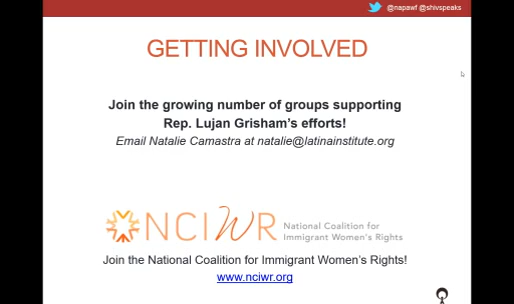 @napawf @shivspeaks
GETTING INVOLVED
Join the growing number of groups supporting
Rep. Lujan Grisham's efforts!
Email Natalie Camastra at natalie@latinainstitute.org
NCIWR
National Coalition for
Immigrant Women's Rights
Join the National Coalition for Immigrant Women's Rights!
www.nciwr.org